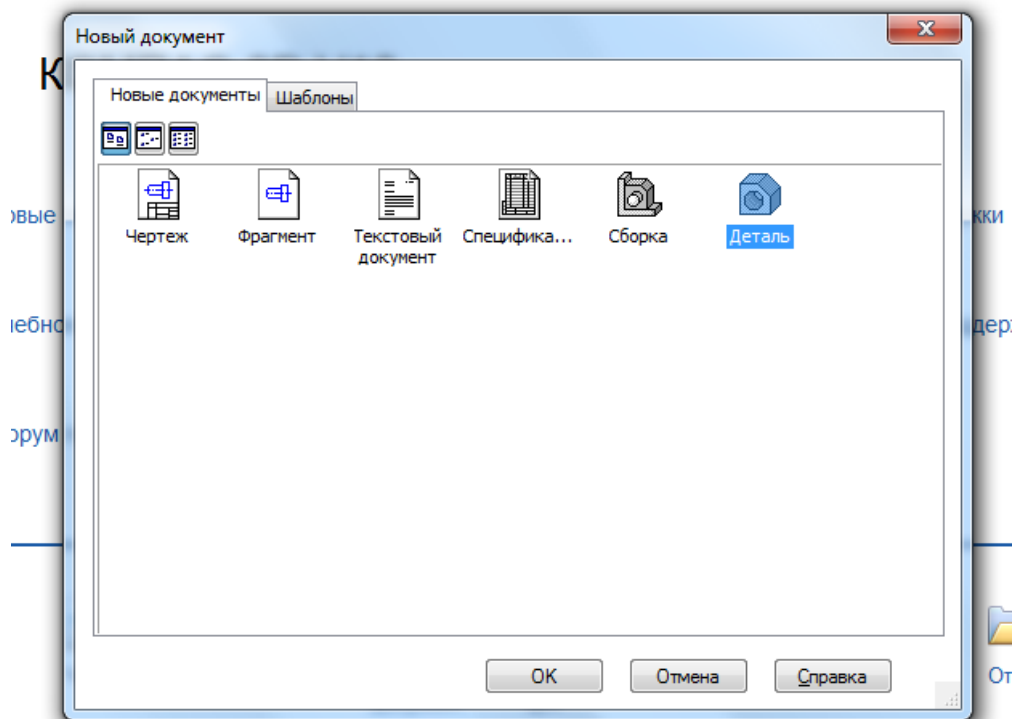 Новый документ
Новые документы Шаблоны
Чертеж Фрагмент Текстовый документ Специфика... Сборка Деталь
OK Отмена Справка